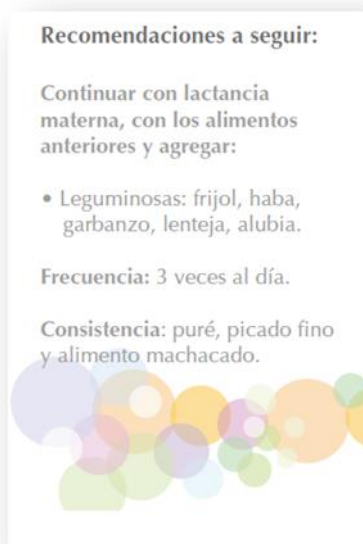 Recomendaciones a seguir:
Continuar con lactancia
materna, con los alimentos
anteriores y agregar:
• Leguminosas: frijol, haba,
garbanzo, lenteja, alubia.
Frecuencia: 3 veces al día.
Consistencia: puré, picado fino
y alimento machacado.